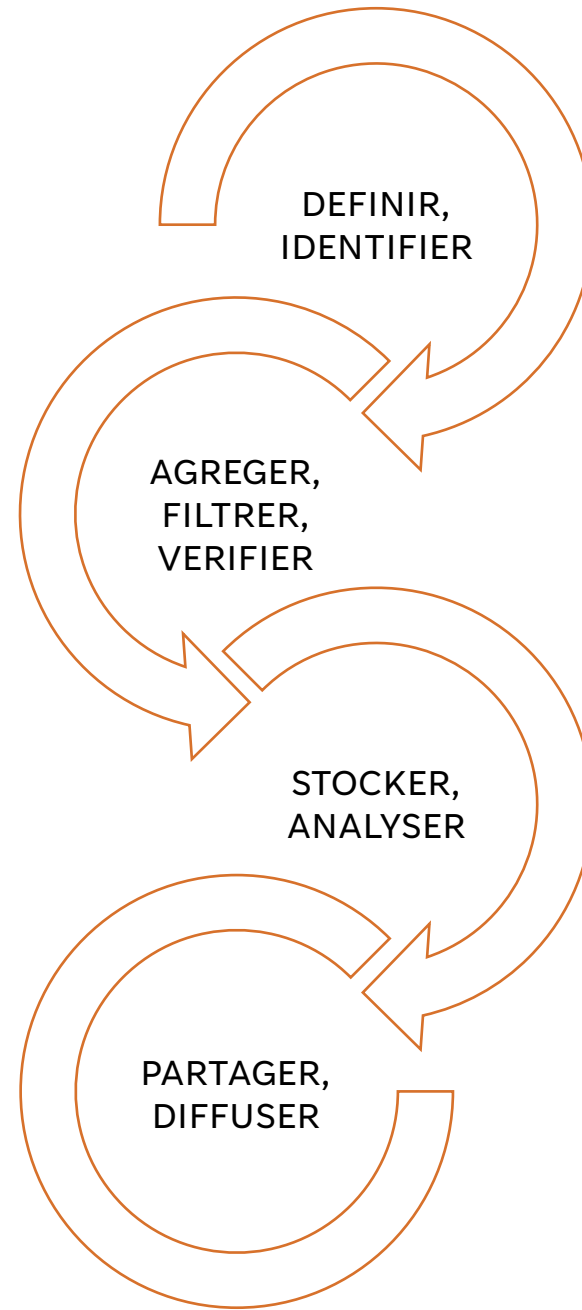 DEFINIR,
IDENTIFIER
AGREGER,
FILTRER,
VERIFIER
STOCKER,
ANALYSER
PARTAGER,
DIFFUSER